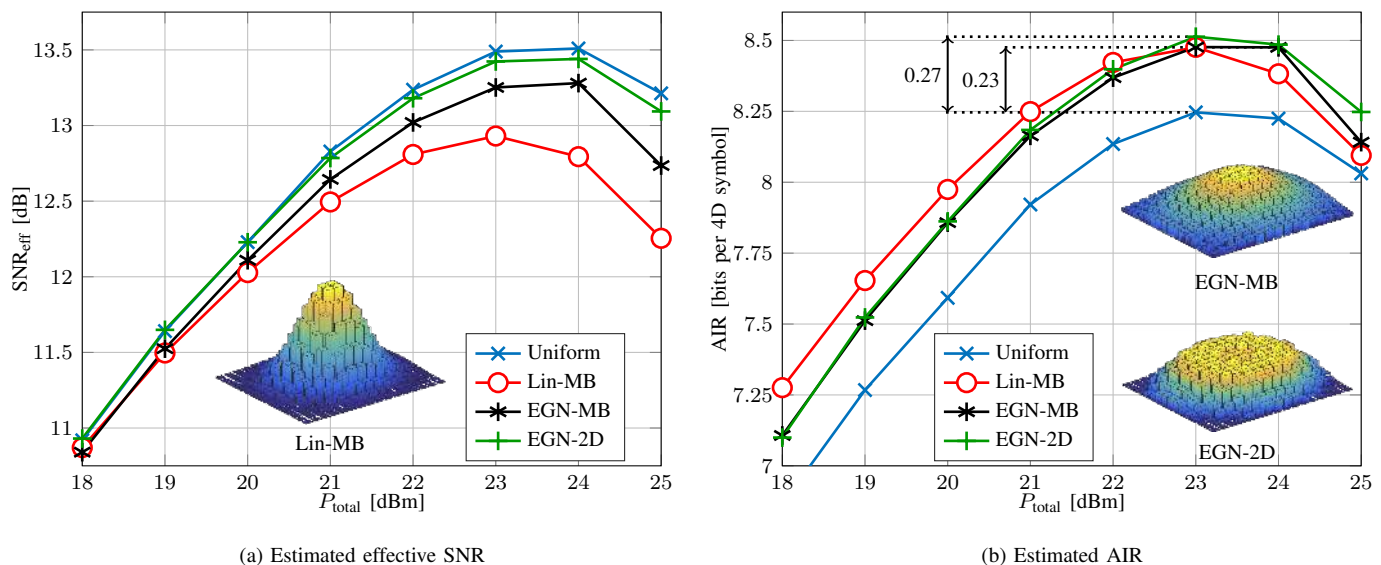 13.5
13
12.5
12
11.5
11
SNR_eff [dB]
18 19 20 21 22 23 24 25
P_total [dBm]
Lin-MB
Uniform
Lin-MB
EGN-MB
EGN-2D
(a) Estimated effective SNR
8.5
8.25
8
7.75
7.5
7.25
7
AIR [bits per 4D symbol]
0.27
0.23
EGN-MB
EGN-2D
Uniform
Lin-MB
EGN-MB
EGN-2D
18 19 20 21 22 23 24 25
P_total [dBm]
(b) Estimated AIR